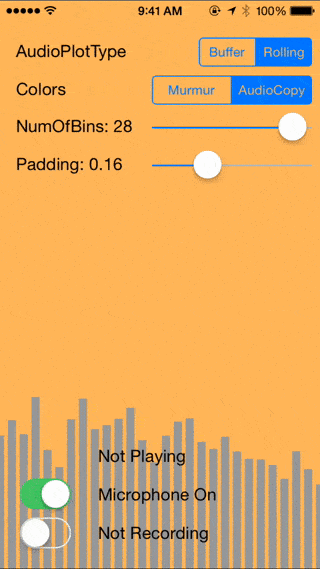 9:41 AM 100%
AudioPlotType Buffer Rolling
Colors Murmur AudioCopy
NumOfBins: 28
Padding: 0.16
Not Playing
Microphone On
Not Recording